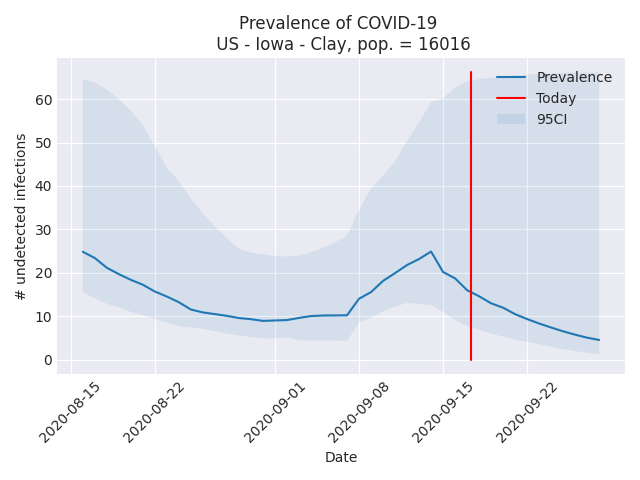 Prevalence of COVID-19
US - Iowa - Clay, pop. = 16016
Prevalence
Today
95CI
# undetected infections
60
50
40
30
20
10
0
2020-08-15
2020-08-22
2020-09-01
2020-09-08
2020-09-15
2020-09-22
Date